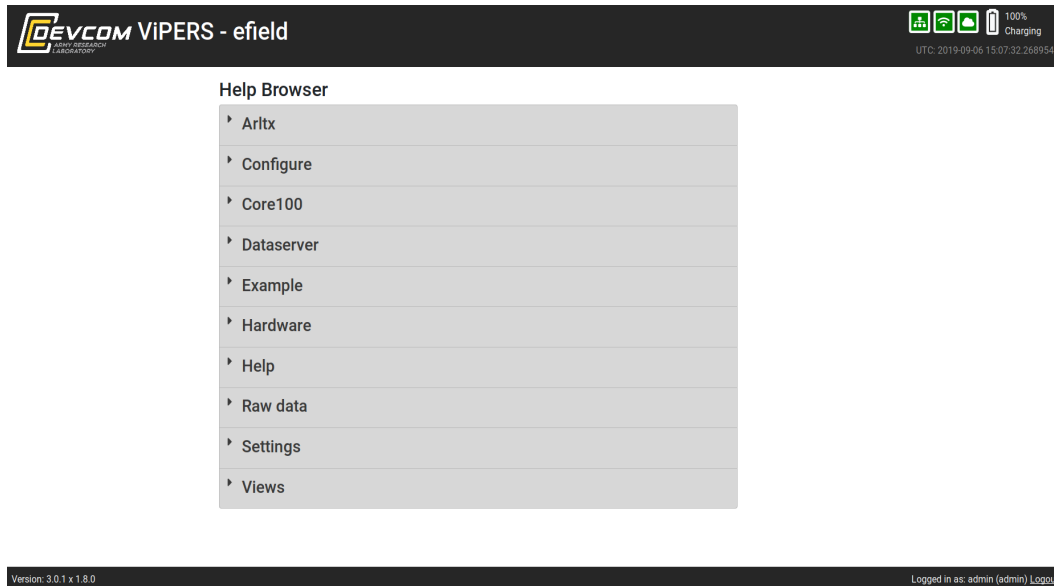 DEVCOM ViPERS - efield
ARMY RESEARCH
LABORATORY
100%
Charging
UTC: 2019-09-06 15:07:32.268954
Help Browser
Arltx
Configure
Core100
Dataserver
Example
Hardware
Help
Raw data
Settings
Views
Version: 3.0.1 x 1.8.0
Logged in as: admin (admin) Logou